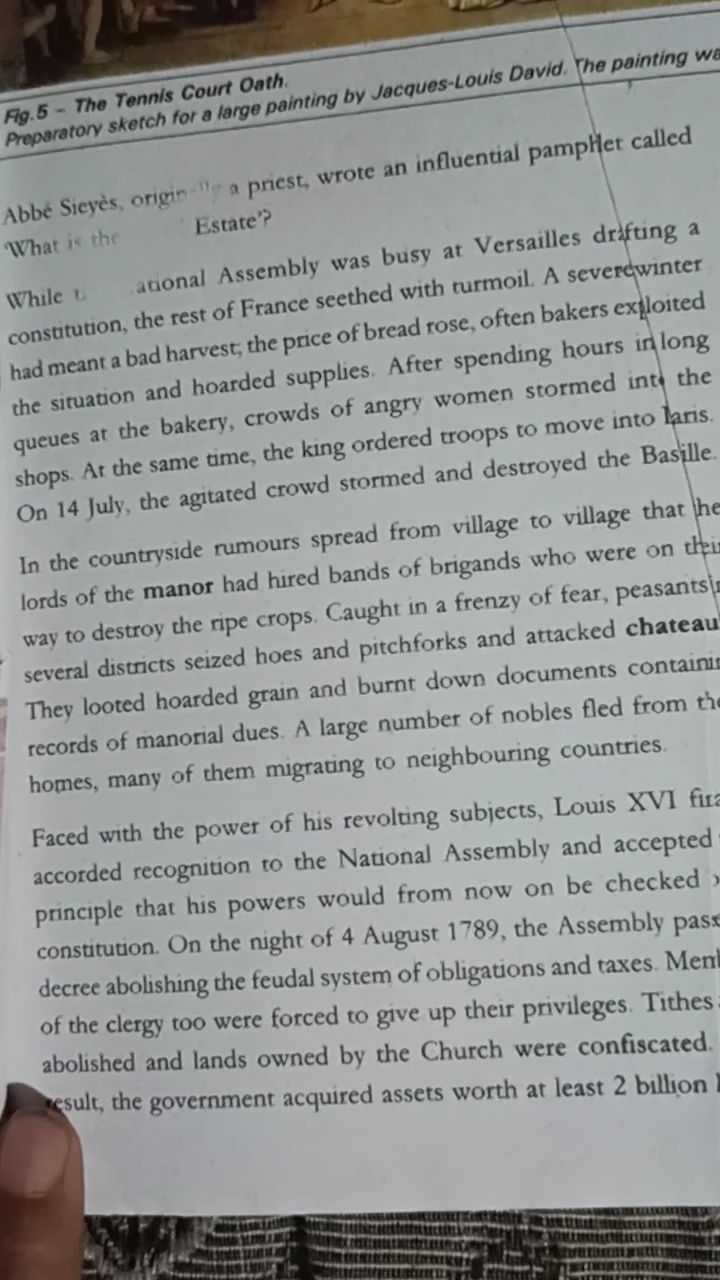 Fig.5 – The Tennis Court Oath.
Preparatory sketch for a large painting by Jacques-Louis David. The painting
Abbé Sieyès, a priest, wrote an influential pamphlet called
'What is the Estate'?
While ational Assembly was busy at Versailles drafting a
constitution, the rest of France seethed with turmoil. A severe winter
had meant a bad harvest; the price of bread rose, often bakers exploited
the situation and hoarded supplies. After spending hours in long
queues at the bakery, crowds of angry women stormed into the
shops. At the same time, the king ordered troops to move into Paris.
On 14 July, the agitated crowd stormed and destroyed the Bastille.
In the countryside rumours spread from village to village that the
lords of the manor had hired bands of brigands who were on their
way to destroy the ripe crops. Caught in a frenzy of fear, peasants in
several districts seized hoes and pitchforks and attacked chateau
They looted hoarded grain and burnt down documents containin
records of manorial dues. A large number of nobles fled from the
homes, many of them migrating to neighbouring countries.
Faced with the power of his revolting subjects, Louis XVI
accorded recognition to the National Assembly and accepted
principle that his powers would from now on be checked
constitution. On the night of 4 August 1789, the Assembly pass
decree abolishing the feudal system of obligations and taxes. Mem
of the clergy too were forced to give up their privileges. Tithes
abolished and lands owned by the Church were confiscated.
result, the government acquired assets worth at least 2 billion